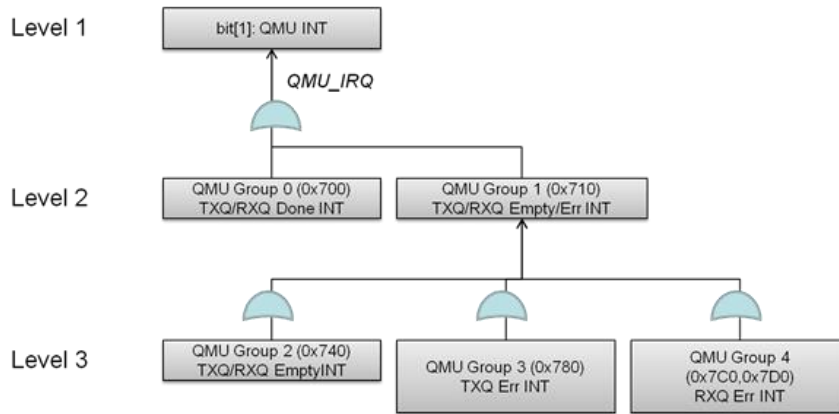 Level 1
bit[1]: QMU INT
QMU_IRQ
Level 2
QMU Group 0 (0x700)
TXQ/RXQ Done INT
QMU Group 1 (0x710)
TXQ/RXQ Empty/Err INT
Level 3
QMU Group 2 (0x740)
TXQ/RXQ EmptyINT
QMU Group 3 (0x780)
TXQ Err INT
QMU Group 4
(0x7C0,0x7D0)
RXQ Err INT